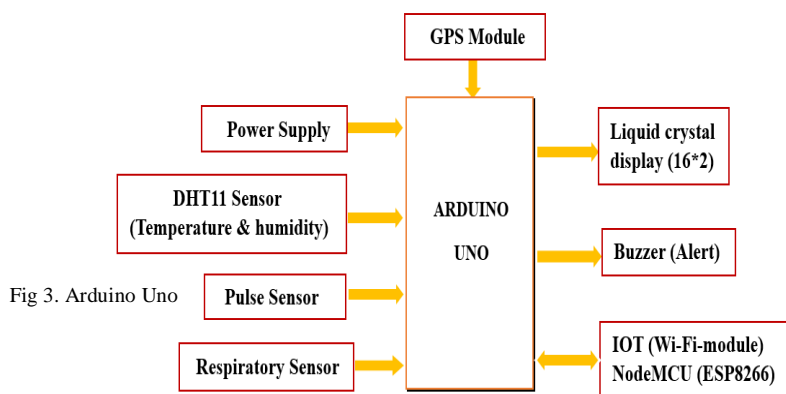 GPS Module
Power Supply
DHT11 Sensor
(Temperature & humidity)
Fig 3. Arduino Uno
Pulse Sensor
Respiratory Sensor
ARDUINO
UNO
Liquid crystal
display (16*2)
Buzzer (Alert)
IOT (Wi-Fi-module)
NodeMCU (ESP8266)